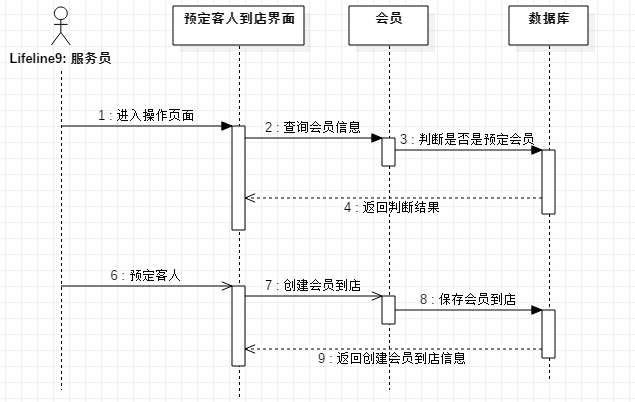 预定客人到店界面
会员
数据库
Lifeline9: 服务员
1 : 进入操作页面
2 : 查询会员信息
3 : 判断是否是预定会员
4 : 返回判断结果
6 : 预定客人
7 : 创建会员到店
8 : 保存会员到店
9 : 返回创建会员到店信息